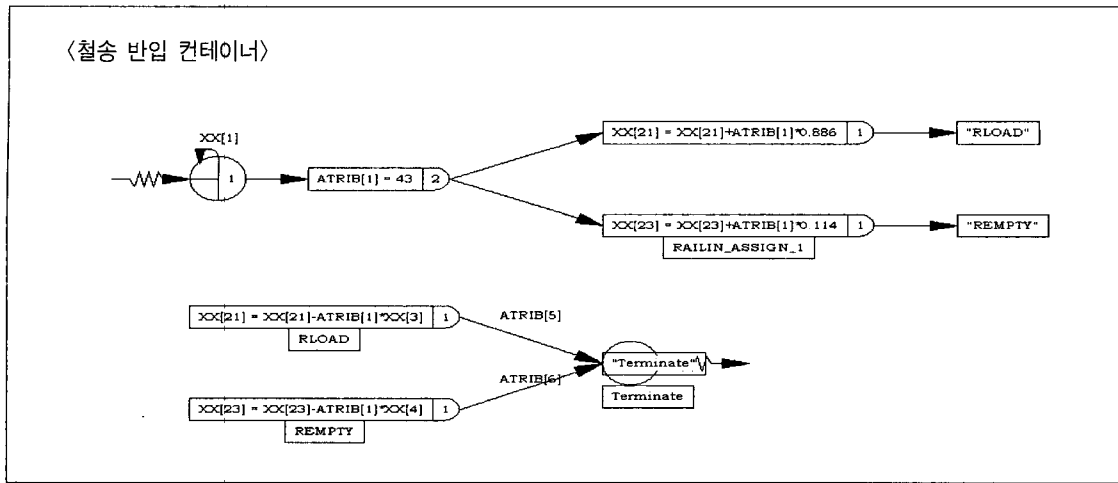 〈철송 반입 컨테이너〉
XX[1]
1
ATRIB[1] = 43 2
XX[21] = XX[21]+ATRIB[1]*0.886 1
"RLOAD"
XX[23] = XX[23]+ATRIB[1]*0.114 1
RAILIN_ASSIGN_1
"REMPTY"
XX[21] = XX[21]-ATRIB[1]*XX[3] 1
RLOAD
ATRIB[5]
"Terminate"
Terminate
ATRIB[6]
XX[23] = XX[23]-ATRIB[1]*XX[4] 1
REMPTY